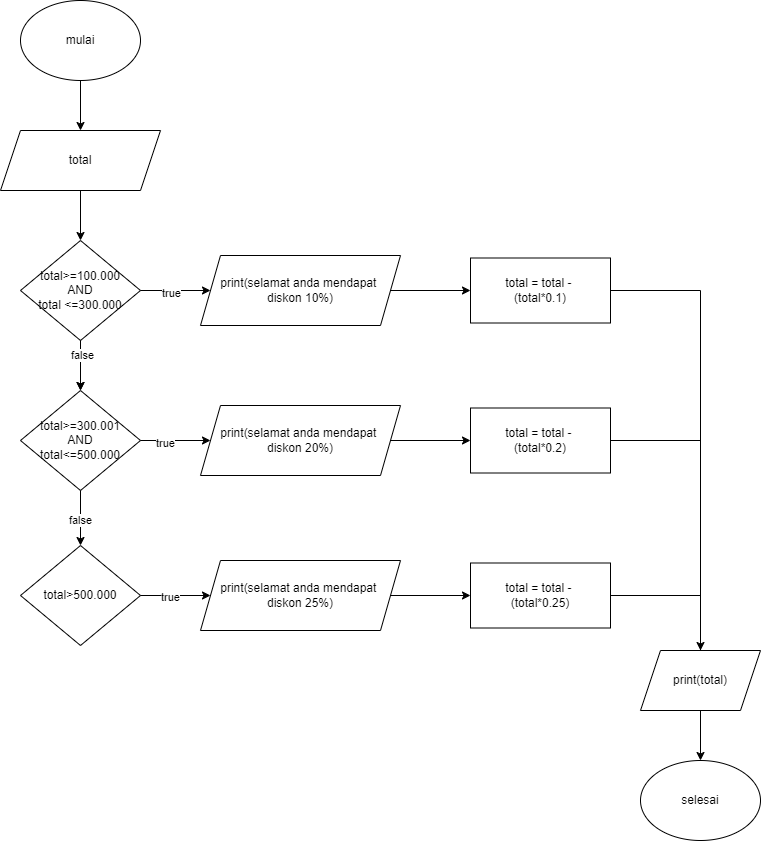 mulai
total
total>=100.000
AND
total <=300.000
true
print(selamat anda mendapat
diskon 10%)
total = total -
(total*0.1)
false
total>=300.001
AND
total<=500.000
true
print(selamat anda mendapat
diskon 20%)
total = total -
(total*0.2)
false
total>500.000
true
print(selamat anda mendapat
diskon 25%)
total = total -
(total*0.25)
print(total)
selesai